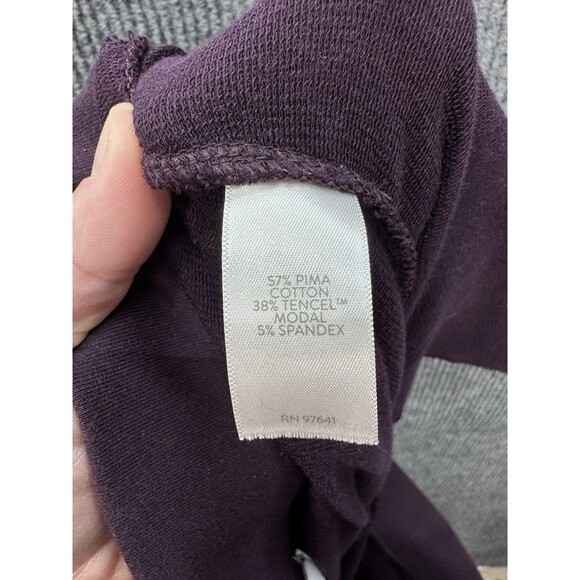 57% PIMA
COTTON
38% TENCEL™
MODAL
5% SPANDEX
RN 97641